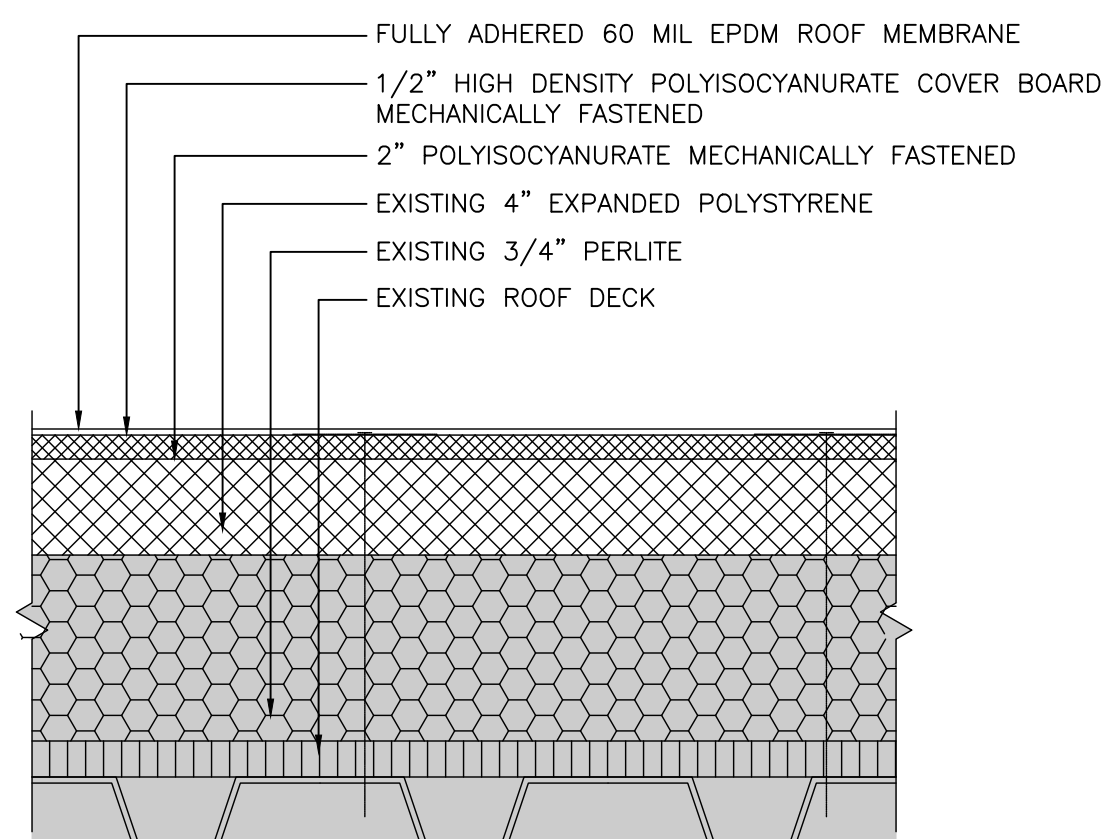 FULLY ADHERED 60 MIL EPDM ROOF MEMBRANE
1/2" HIGH DENSITY POLYISOCYANURATE COVER BOARD
MECHANICALLY FASTENED
2" POLYISOCYANURATE MECHANICALLY FASTENED
EXISTING 4" EXPANDED POLYSTYRENE
EXISTING 3/4" PERLITE
EXISTING ROOF DECK